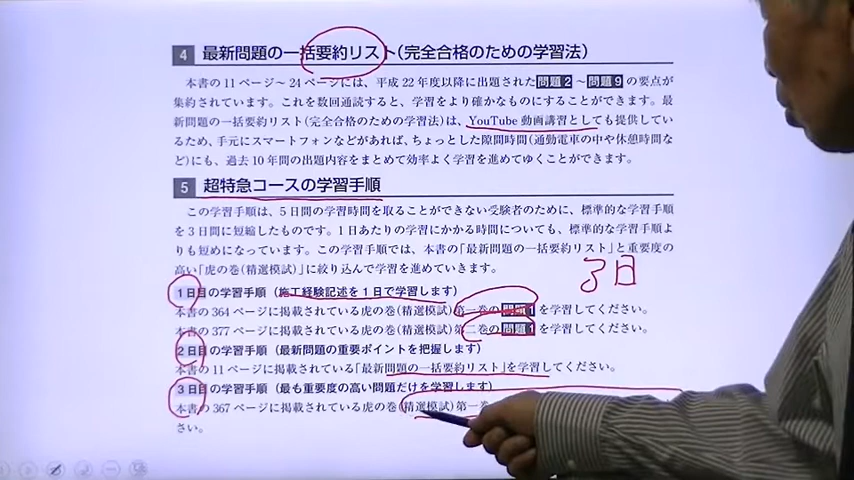 4 最新問題の一括要約リスト(完全合格のための学習法)
本書の11ページ～24ページには、平成22年度以降に出題された問題2～問題9の要点が
集約されています。これを数回通読すると、学習をより確かなものにすることができます。最
新問題の一括要約リスト(完全合格のための学習法)は、YouTube動画講習としても提供してい
るため、手元にスマートフォンなどがあれば、ちょっとした隙間時間(通勤電車の中や休憩時間な
ど)にも、過去10年間の出題内容をまとめて効率よく学習を進めてゆくことができます。
5 超特急コースの学習手順
この学習手順は、5日間の学習時間を取ることができない受験者のために、標準的な学習手順
を3日間に短縮したものです。1日あたりの学習にかかる時間についても、標準的な学習手順よ
りも短めになっています。この学習手順では、本書の「最新問題の一括要約リスト」と重要度の
高い「虎の巻(精選模試)」に絞り込んで学習を進めていきます。
3日
1日目の学習手順(施工経験記述を1日で学習します)
本書の364ページに掲載されている虎の巻(精選模試)第一巻の問題1を学習してください。
本書の377ページに掲載されている虎の巻(精選模試)第二巻の問題1を学習してください。
2日目の学習手順(最新問題の重要ポイントを把握します)
本書の11ページに掲載されている「最新問題の一括要約リスト」を学習してください。
3日目の学習手順(最も重要度の高い問題だけを学習します)
本書の367ページに掲載されている虎の巻(精選模試)第一巻
さい。